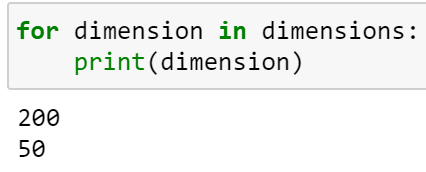 for dimension in dimensions:
    print(dimension)
200
50